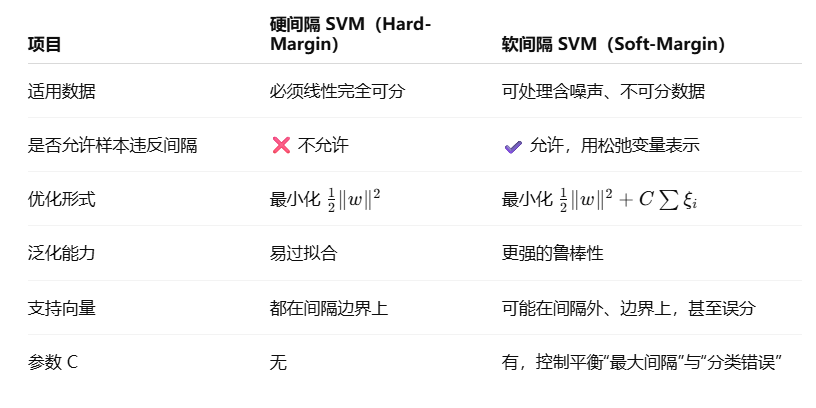 项目 硬间隔 SVM（Hard-Margin） 软间隔 SVM（Soft-Margin）
适用数据 必须线性完全可分 可处理含噪声、不可分数据
是否允许样本违反间隔 ❌ 不允许 ✔ 允许，用松弛变量表示
优化形式 最小化 $\frac{1}{2}\|w\|^2$ 最小化 $\frac{1}{2}\|w\|^2 + C\sum \xi_i$
泛化能力 易过拟合 更强的鲁棒性
支持向量 都在间隔边界上 可能在间隔外、边界上，甚至误分
参数 C 无 有，控制平衡“最大间隔”与“分类错误”